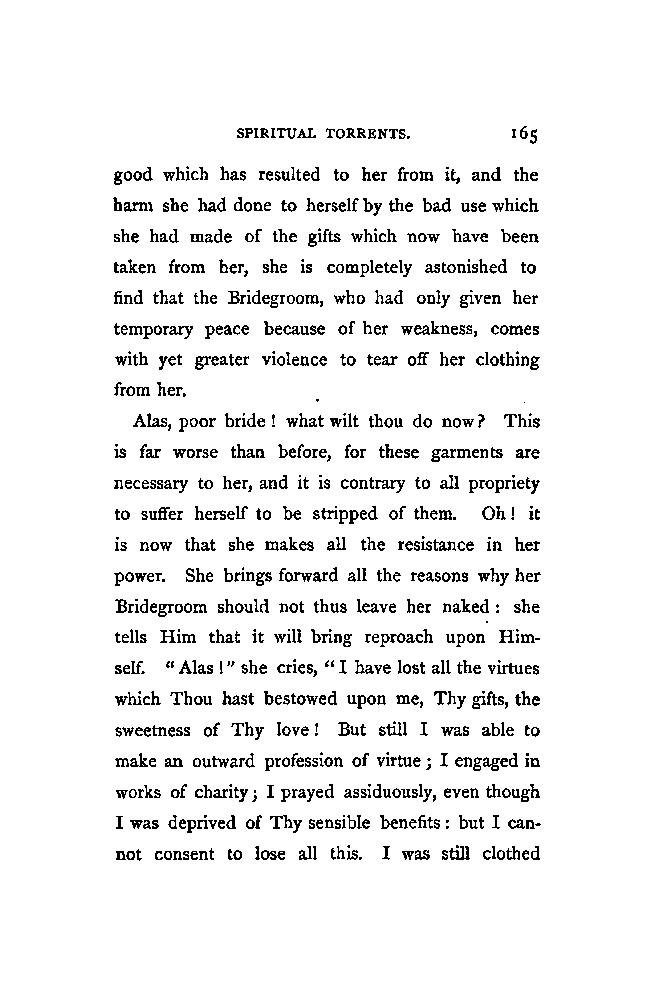 SPIRITUAL TORRENTS. 165
good which has resulted to her from it, and the
harm she had done to herself by the bad use which
she had made of the gifts which now have been
taken from her, she is completely astonished to
find that the Bridegroom, who had only given her
temporary peace because of her weakness, comes
with yet greater violence to tear off her clothing
from her.
Alas, poor bride ! what wilt thou do now? This
is far worse than before, for these garments are
necessary to her, and it is contrary to all propriety
to suffer herself to be stripped of them. Oh! it
is now that she makes all the resistance in her
power. She brings forward all the reasons why her
Bridegroom should not thus leave her naked : she
tells Him that it will bring reproach upon Him-
self. “ Alas !” she cries, “ I have lost all the virtues
which Thou hast bestowed upon me, Thy gifts, the
sweetness of Thy love! But still I was able to
make an outward profession of virtue ; I engaged in
works of charity; I prayed assiduously, even though
I was deprived of Thy sensible benefits : but I can-
not consent to lose all this. I was still clothed